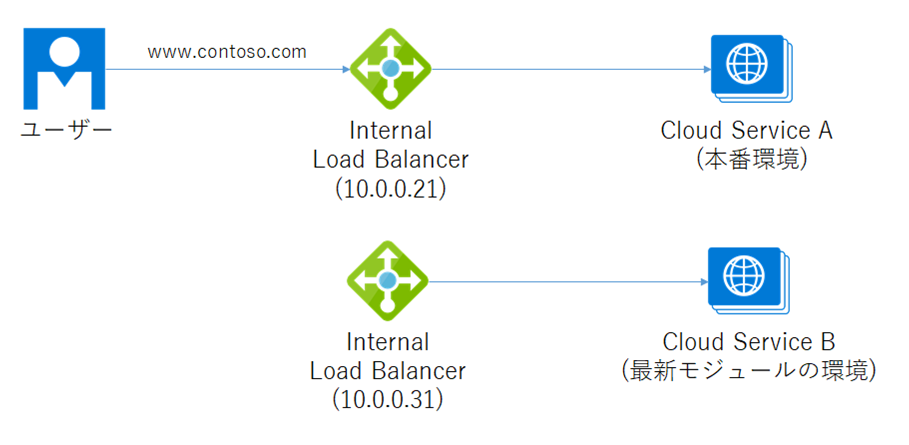 www.contoso.com
ユーザー
Internal
Load Balancer
(10.0.0.21)
Cloud Service A
(本番環境)
Internal
Load Balancer
(10.0.0.31)
Cloud Service B
(最新モジュールの環境)